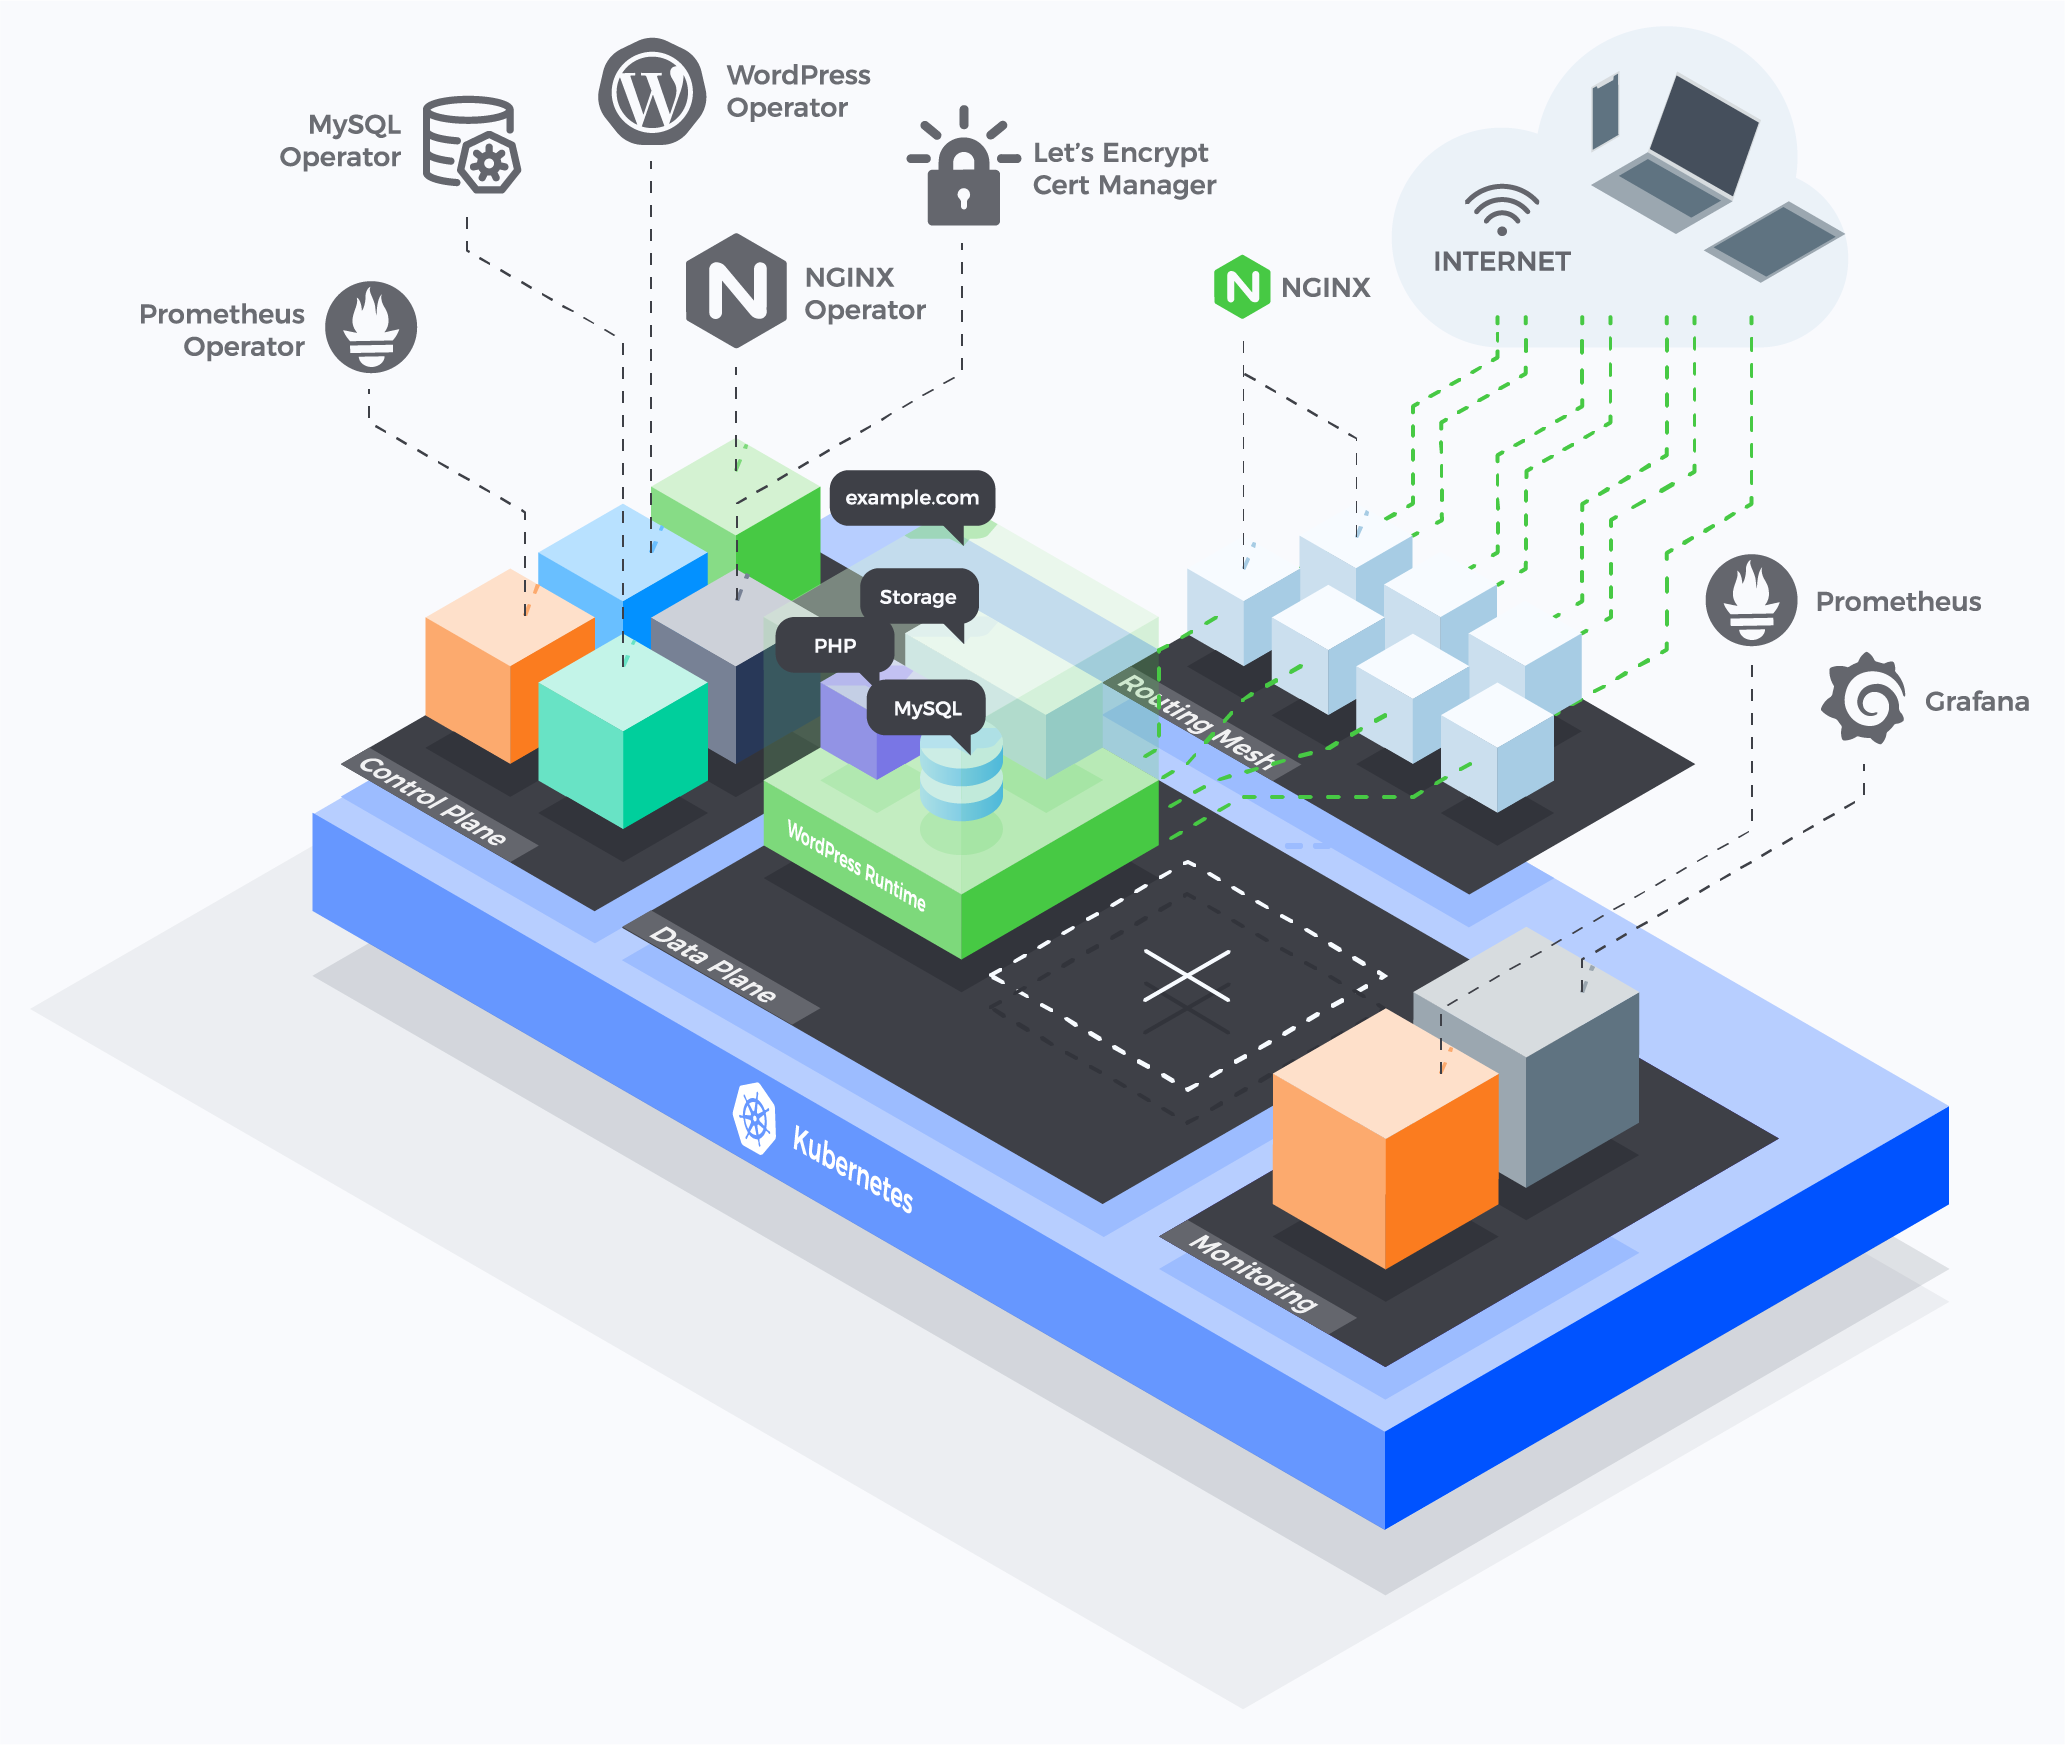 WordPress
Operator
MySQL
Operator
Let's Encrypt
Cert Manager
INTERNET
NGINX
Operator
NGINX
Prometheus
Operator
example.com
Storage
PHP
MySQL
Prometheus
Grafana
Routing Mesh
Control Plane
WordPress Runtime
Data Plane
Kubernetes
Monitoring